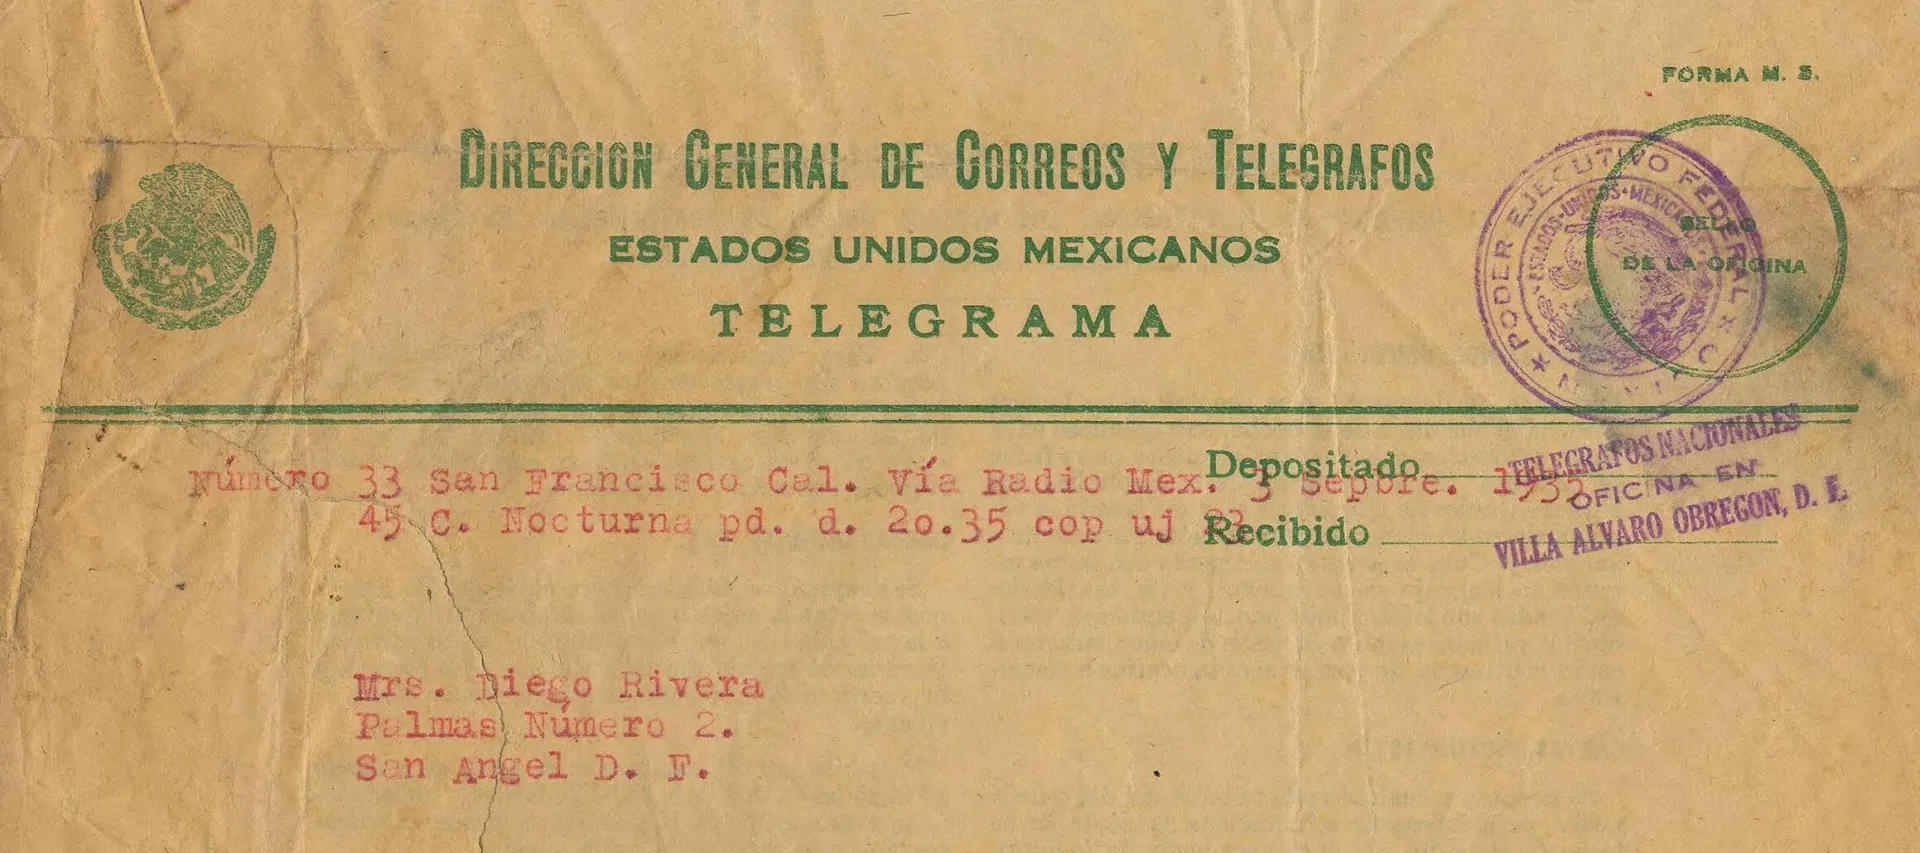 FORMA M. S.
DIRECCION GENERAL DE CORREOS Y TELEGRAFOS
ESTADOS UNIDOS MEXICANOS
TELEGRAMA
PODER EJECUTIVO FEDERAL
ESTADOS-UNIDOS-MEXICANOS
SELLO
DE LA OFICINA
Número 33 San Francisco Cal. Vía Radio Mex. Sepbre.
Depositado
45 C. Nocturna pd. d. 20.35 cop uj
Recibido
TELEGRAFOS NACIONALES
OFICINA EN
VILLA ALVARO OBREGON, D. F.
Mrs. Diego Rivera
Palmas Número 2.
San Angel D. F.